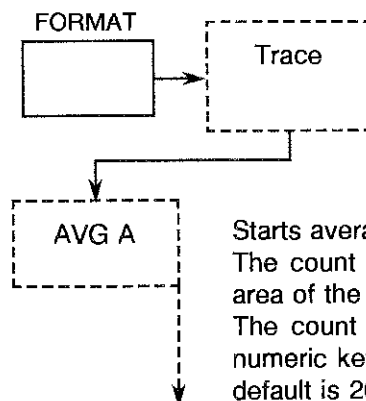 FORMAT
Trace
AVG A
Starts
The count
area of the
The count
numeric
default is